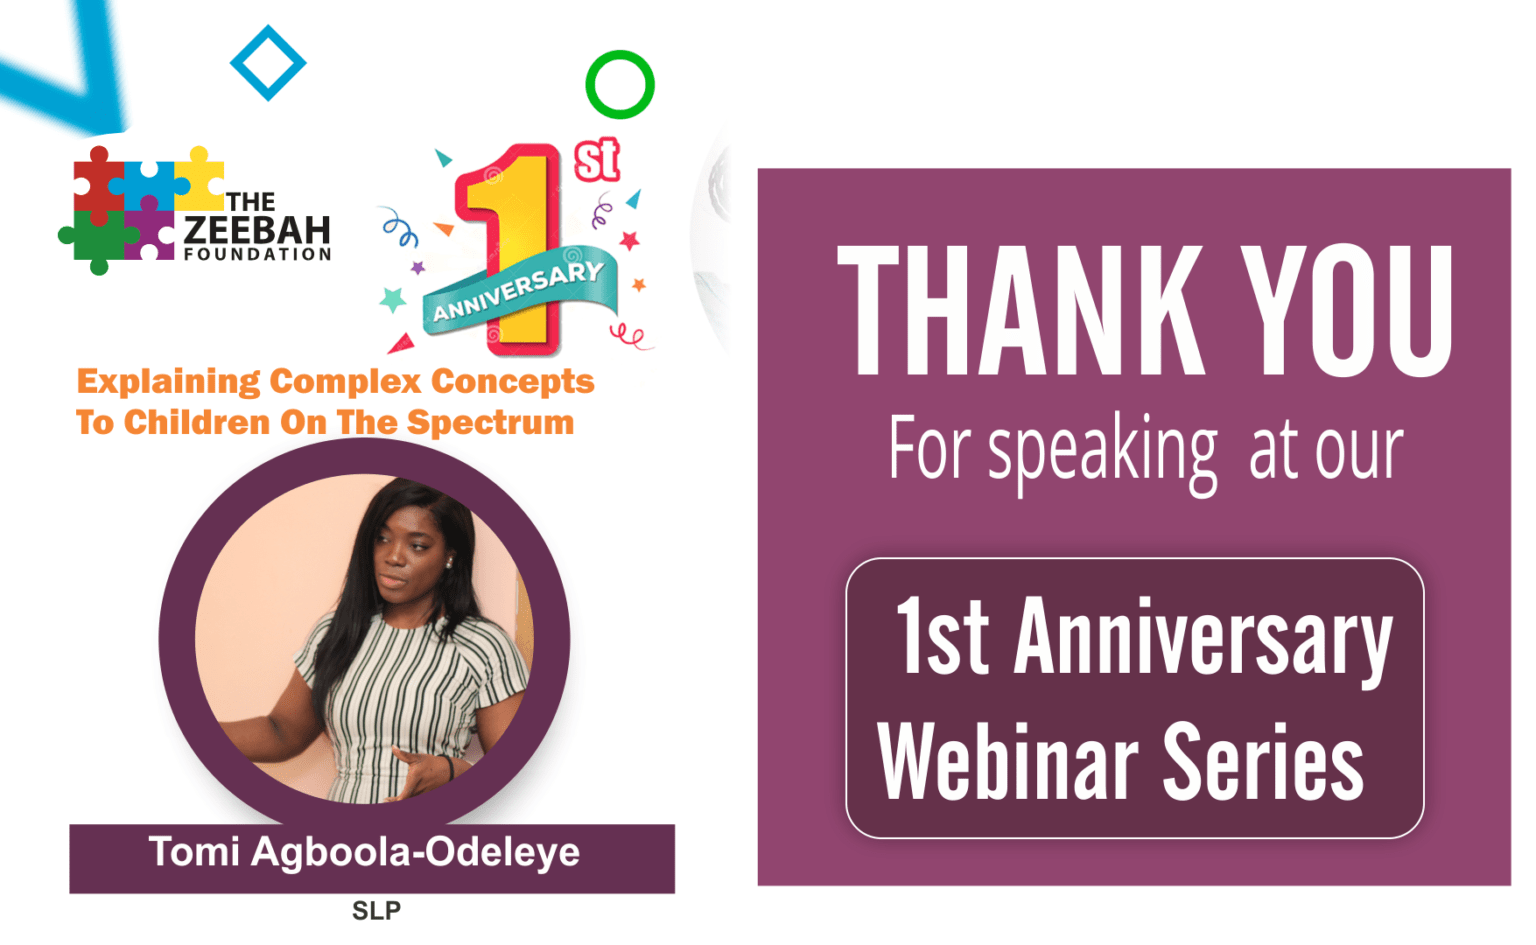 THE
ZEEBAH
FOUNDATION
1st
ANNIVERSARY
Explaining Complex Concepts
To Children On The Spectrum
Tomi Agboola-Odeleye
SLP
THANK YOU
For speaking at our
1st Anniversary
Webinar Series